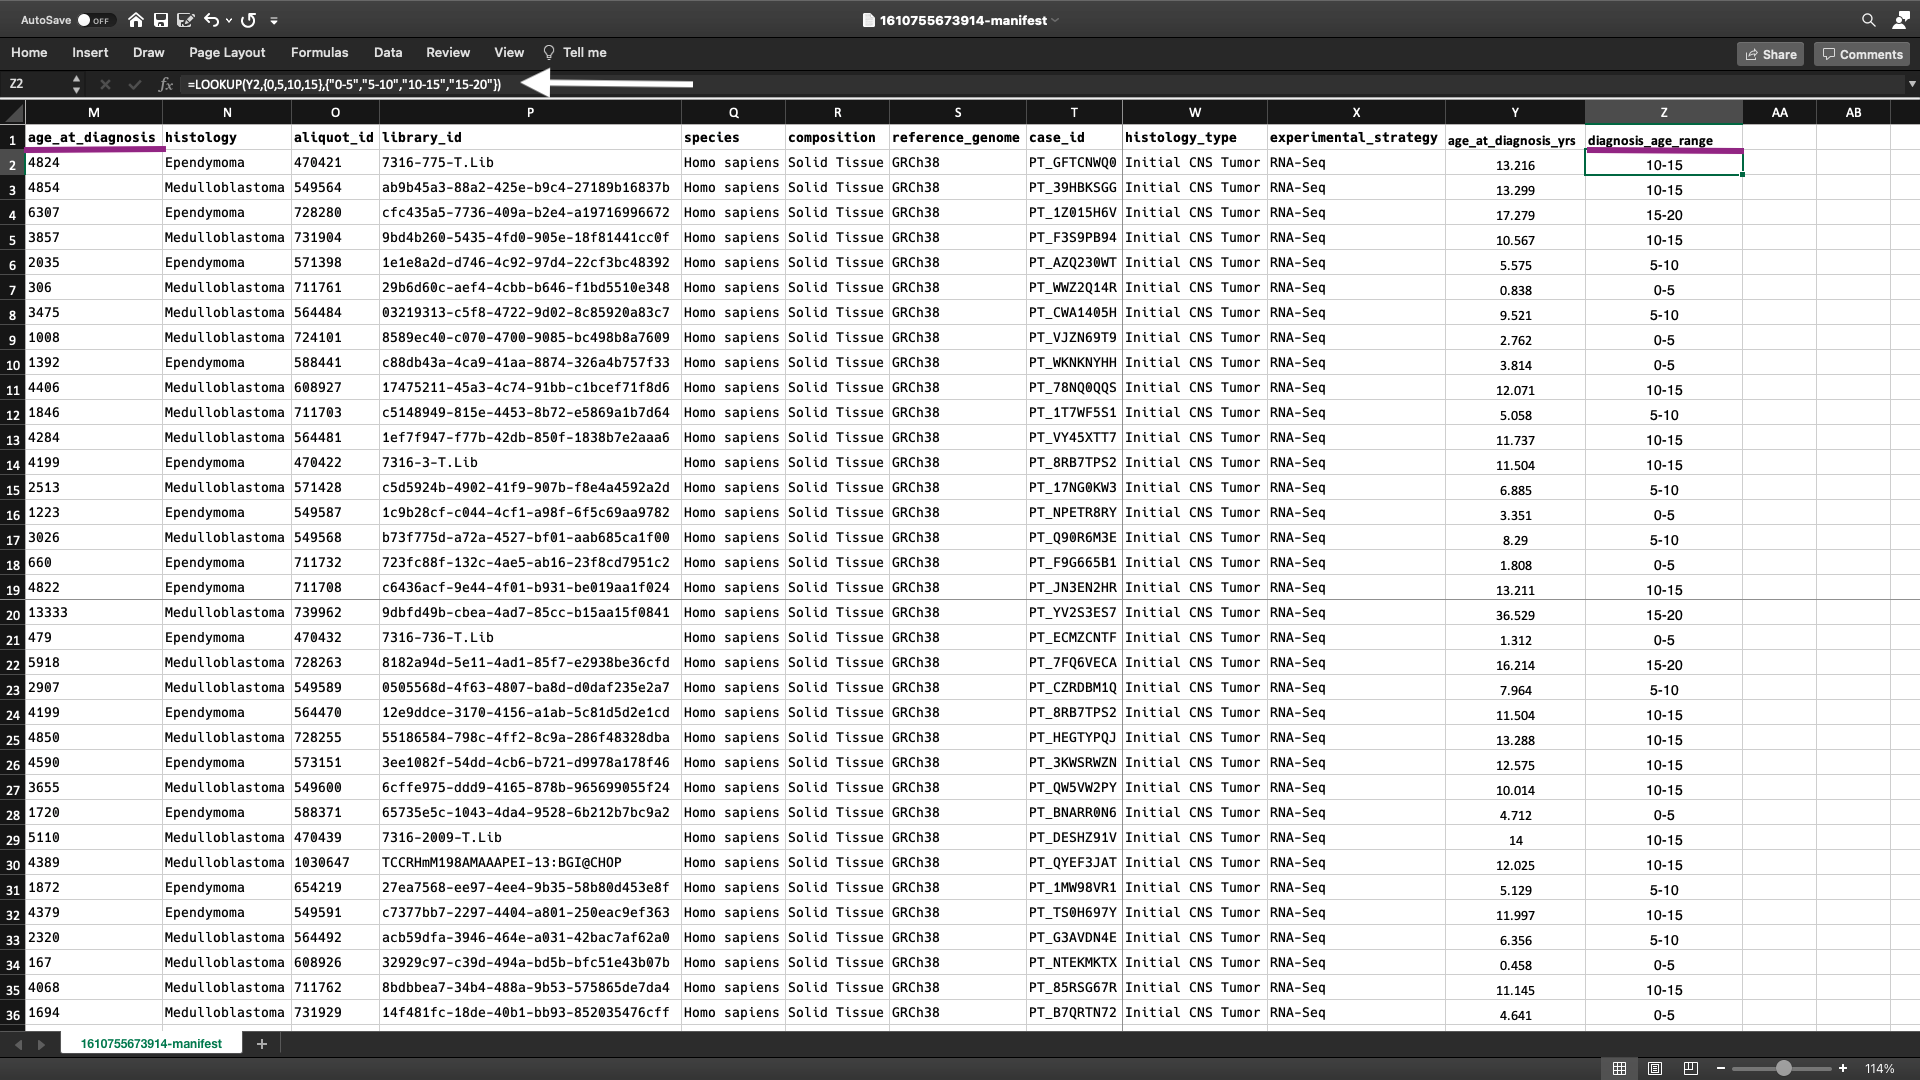 AutoSave OFF 1610755673914-manifest
Home Insert Draw Page Layout Formulas Data Review View Tell me Share Comments
Z2 fx =LOOKUP(Y2,{0,5,10,15},{"0-5","5-10","10-15","15-20"})
M N O P Q R S T W X Y Z AA AB
1 age_at_diagnosis histology aliquot_id library_id species composition reference_genome case_id histology_type experimental_strategy age_at_diagnosis_yrs diagnosis_age_range
2 4824 Ependymoma 470421 7316-775-T.Lib Homo sapiens Solid Tissue GRCh38 PT_GFTCNWQ0 Initial CNS Tumor RNA-Seq 13.216 10-15
3 4854 Medulloblastoma 549564 ab9b45a3-88a2-425e-b9c4-27189b16837b Homo sapiens Solid Tissue GRCh38 PT_39HBKSGG Initial CNS Tumor RNA-Seq 13.299 10-15
4 6307 Ependymoma 728280 cfc435a5-7736-409a-b2e4-a19716996672 Homo sapiens Solid Tissue GRCh38 PT_1Z015H6V Initial CNS Tumor RNA-Seq 17.279 15-20
5 3857 Medulloblastoma 731904 9bd4b260-5435-4fd0-905e-18f81441cc0f Homo sapiens Solid Tissue GRCh38 PT_F3S9PB94 Initial CNS Tumor RNA-Seq 10.567 10-15
6 2035 Ependymoma 571398 1e1e8a2d-d746-4c92-97d4-22cf3bc48392 Homo sapiens Solid Tissue GRCh38 PT_AZQ230WT Initial CNS Tumor RNA-Seq 5.575 5-10
7 306 Medulloblastoma 711761 29b6d60c-aef4-4cbb-b646-f1bd5510e348 Homo sapiens Solid Tissue GRCh38 PT_WWZ2Q14R Initial CNS Tumor RNA-Seq 0.838 0-5
8 3475 Medulloblastoma 564484 03219313-c5f8-4722-9d02-8c85920a83c7 Homo sapiens Solid Tissue GRCh38 PT_CWA1405H Initial CNS Tumor RNA-Seq 9.521 5-10
9 1008 Medulloblastoma 724101 8589ec40-c070-4700-9085-bc498b8a7609 Homo sapiens Solid Tissue GRCh38 PT_VJZN69T9 Initial CNS Tumor RNA-Seq 2.762 0-5
10 1392 Ependymoma 588441 c88db43a-4ca9-41aa-8874-326a4b757f33 Homo sapiens Solid Tissue GRCh38 PT_WKNKNYHH Initial CNS Tumor RNA-Seq 3.814 0-5
11 4406 Medulloblastoma 608927 17475211-45a3-4c74-91bb-c1bcef71f8d6 Homo sapiens Solid Tissue GRCh38 PT_78NQ0QQS Initial CNS Tumor RNA-Seq 12.071 10-15
12 1846 Medulloblastoma 711703 c5148949-815e-4453-8b72-e5869a1b7d64 Homo sapiens Solid Tissue GRCh38 PT_1T7WF5S1 Initial CNS Tumor RNA-Seq 5.058 5-10
13 4284 Medulloblastoma 564481 1ef7f947-f77b-42db-850f-1838b7e2aaa6 Homo sapiens Solid Tissue GRCh38 PT_VY45XTT7 Initial CNS Tumor RNA-Seq 11.737 10-15
14 4199 Ependymoma 470422 7316-3-T.Lib Homo sapiens Solid Tissue GRCh38 PT_8RB7TPS2 Initial CNS Tumor RNA-Seq 11.504 10-15
15 2513 Medulloblastoma 571428 c5d5924b-4902-41f9-907b-f8e4a4592a2d Homo sapiens Solid Tissue GRCh38 PT_17NG0KW3 Initial CNS Tumor RNA-Seq 6.885 5-10
16 1223 Ependymoma 549587 1c9b28cf-c044-4cf1-a98f-6f5c69aa9782 Homo sapiens Solid Tissue GRCh38 PT_NPETR8RY Initial CNS Tumor RNA-Seq 3.351 0-5
17 3026 Medulloblastoma 549568 b73f775d-a72a-4527-bf01-aab685ca1f00 Homo sapiens Solid Tissue GRCh38 PT_Q90R6M3E Initial CNS Tumor RNA-Seq 8.29 5-10
18 660 Ependymoma 711732 723fc88f-132c-4ae5-ab16-23f8cd7951c2 Homo sapiens Solid Tissue GRCh38 PT_F9G665B1 Initial CNS Tumor RNA-Seq 1.808 0-5
19 4822 Ependymoma 711708 c6436acf-9e44-4f01-b931-be019aa1f024 Homo sapiens Solid Tissue GRCh38 PT_JN3EN2HR Initial CNS Tumor RNA-Seq 13.211 10-15
20 13333 Medulloblastoma 739962 9dbfd49b-cbea-4ad7-85cc-b15aa15f0841 Homo sapiens Solid Tissue GRCh38 PT_YV2S3ES7 Initial CNS Tumor RNA-Seq 36.529 15-20
21 479 Ependymoma 470432 7316-736-T.Lib Homo sapiens Solid Tissue GRCh38 PT_ECMZCNTF Initial CNS Tumor RNA-Seq 1.312 0-5
22 5918 Medulloblastoma 728263 8182a94d-5e11-4ad1-85f7-e2938be36cfd Homo sapiens Solid Tissue GRCh38 PT_7FQ6VECA Initial CNS Tumor RNA-Seq 16.214 15-20
23 2907 Medulloblastoma 549589 0505568d-4f63-4807-ba8d-d0daf235e2a7 Homo sapiens Solid Tissue GRCh38 PT_CZRDBM1Q Initial CNS Tumor RNA-Seq 7.964 5-10
24 4199 Ependymoma 564470 12e9ddce-3170-4156-a1ab-5c81d5d2e1cd Homo sapiens Solid Tissue GRCh38 PT_8RB7TPS2 Initial CNS Tumor RNA-Seq 11.504 10-15
25 4850 Medulloblastoma 728255 55186584-798c-4ff2-8c9a-286f48328dba Homo sapiens Solid Tissue GRCh38 PT_HEGTYPQJ Initial CNS Tumor RNA-Seq 13.288 10-15
26 4590 Ependymoma 573151 3ee1082f-54dd-4cb6-b721-d9978a178f46 Homo sapiens Solid Tissue GRCh38 PT_3KWSRWZN Initial CNS Tumor RNA-Seq 12.575 10-15
27 3655 Medulloblastoma 549600 6cffe975-ddd9-4165-878b-965699055f24 Homo sapiens Solid Tissue GRCh38 PT_QW5VW2PY Initial CNS Tumor RNA-Seq 10.014 10-15
28 1720 Ependymoma 588371 65735e5c-1043-4da4-9528-6b212b7bc9a2 Homo sapiens Solid Tissue GRCh38 PT_BNARR0N6 Initial CNS Tumor RNA-Seq 4.712 0-5
29 5110 Medulloblastoma 470439 7316-2009-T.Lib Homo sapiens Solid Tissue GRCh38 PT_DESHZ91V Initial CNS Tumor RNA-Seq 14 10-15
30 4389 Medulloblastoma 1030647 TCCRHmM198AMAAAPEI-13:BGI@CHOP Homo sapiens Solid Tissue GRCh38 PT_QYEF3JAT Initial CNS Tumor RNA-Seq 12.025 10-15
31 1872 Ependymoma 654219 27ea7568-ee97-4ee4-9b35-58b80d453e8f Homo sapiens Solid Tissue GRCh38 PT_1MW98VR1 Initial CNS Tumor RNA-Seq 5.129 5-10
32 4379 Ependymoma 549591 c7377bb7-2297-4404-a801-250eac9ef363 Homo sapiens Solid Tissue GRCh38 PT_TS0H697Y Initial CNS Tumor RNA-Seq 11.997 10-15
33 2320 Medulloblastoma 564492 acb59dfa-3946-464e-a031-42bac7af62a0 Homo sapiens Solid Tissue GRCh38 PT_G3AVDN4E Initial CNS Tumor RNA-Seq 6.356 5-10
34 167 Medulloblastoma 608926 32929c97-c39d-494a-bd5b-bfc51e43b07b Homo sapiens Solid Tissue GRCh38 PT_NTEKMKTX Initial CNS Tumor RNA-Seq 0.458 0-5
35 4068 Medulloblastoma 711762 8bdbbea7-34b4-488a-9b53-575865de7da4 Homo sapiens Solid Tissue GRCh38 PT_85RSG67R Initial CNS Tumor RNA-Seq 11.145 10-15
36 1694 Medulloblastoma 731929 14f481fc-18de-40b1-bb93-852035476cff Homo sapiens Solid Tissue GRCh38 PT_B7QRTN72 Initial CNS Tumor RNA-Seq 4.641 0-5
1610755673914-manifest +
114%